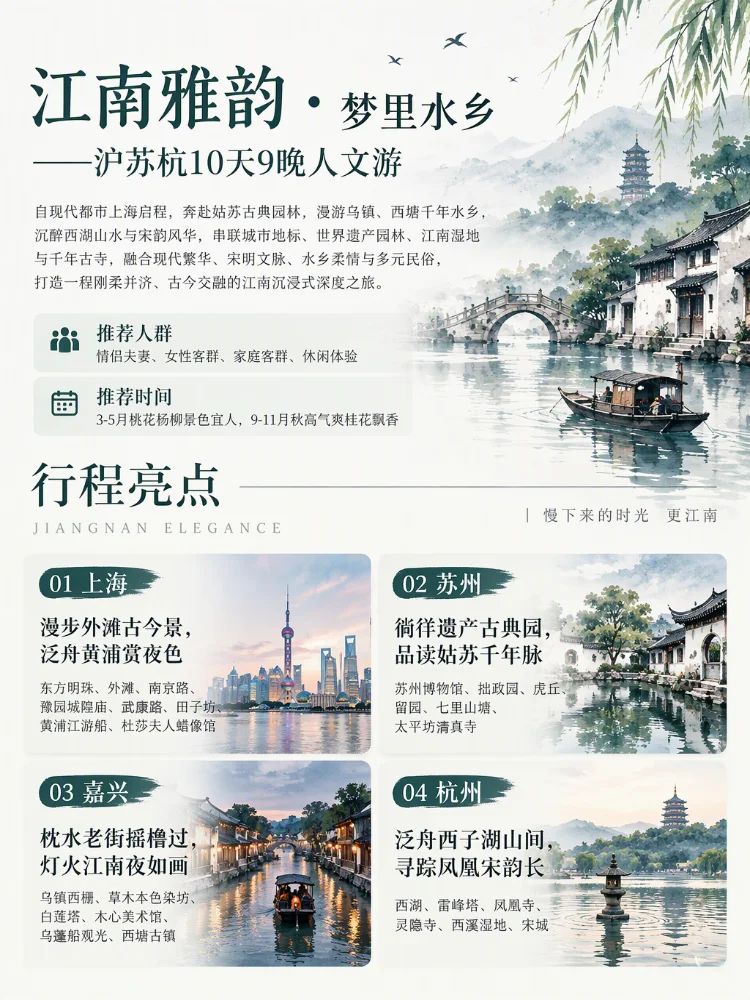 江南雅韵·梦里水乡
——沪苏杭10天9晚人文游
自现代都市上海启程，奔赴姑苏古典园林，漫游乌镇、西塘千年水乡，
沉醉西湖山水与宋韵风华，串联城市地标、世界遗产园林、江南湿地
与千年古寺，融合现代繁华、宋明文脉、水乡柔情与多元民俗，
打造一程刚柔并济、古今交融的江南沉浸式深度之旅。
推荐人群
情侣夫妻、女性客群、家庭客群、休闲体验
推荐时间
3-5月桃花杨柳景色宜人，9-11月秋高气爽桂花飘香
行程亮点
JIANGNAN ELEGANCE
| 慢下来的时光 更江南
01 上海
漫步外滩古今景，
泛舟黄浦赏夜色
东方明珠、外滩、南京路、
豫园城隍庙、武康路、田子坊、
黄浦江游船、杜莎夫人蜡像馆
02 苏州
徜徉遗产古典园，
品读姑苏千年脉
苏州博物馆、拙政园、虎丘、
留园、七里山塘、
太平坊清真寺
03 嘉兴
枕水老街摇橹过，
灯火江南夜如画
乌镇西栅、草木本色染坊、
白莲塔、木心美术馆、
乌篷船观光、西塘古镇
04 杭州
泛舟西子湖山间，
寻踪凤凰宋韵长
西湖、雷峰塔、凤凰寺、
灵隐寺、西溪湿地、宋城